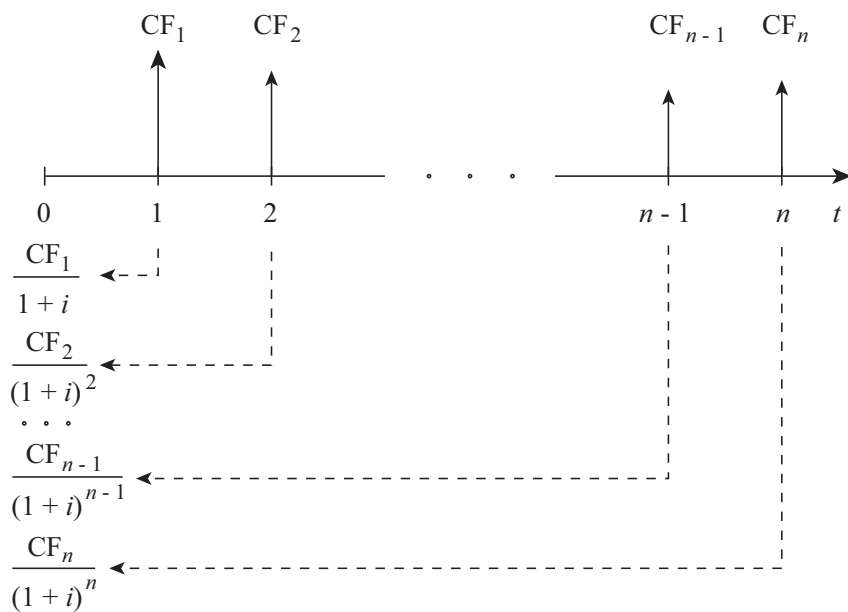 CF₁ CF₂ CFₙ₋₁ CFₙ
0 1 2 . . . n - 1 n t
CF₁
1 + i
CF₂
(1 + i)²
. . .
CFₙ₋₁
(1 + i)ⁿ⁻¹
CFₙ
(1 + i)ⁿ